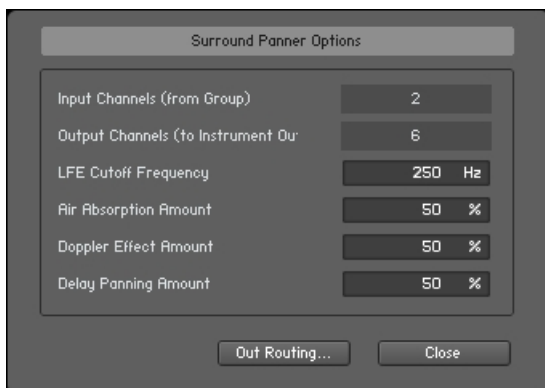 Surround Panner Options
Input Channels (from Group) 2
Output Channels (to Instrument Ou 6
LFE Cutoff Frequency 250 Hz
Air Absorption Amount 50 %
Doppler Effect Amount 50 %
Delay Panning Amount 50 %
Out Routing... Close